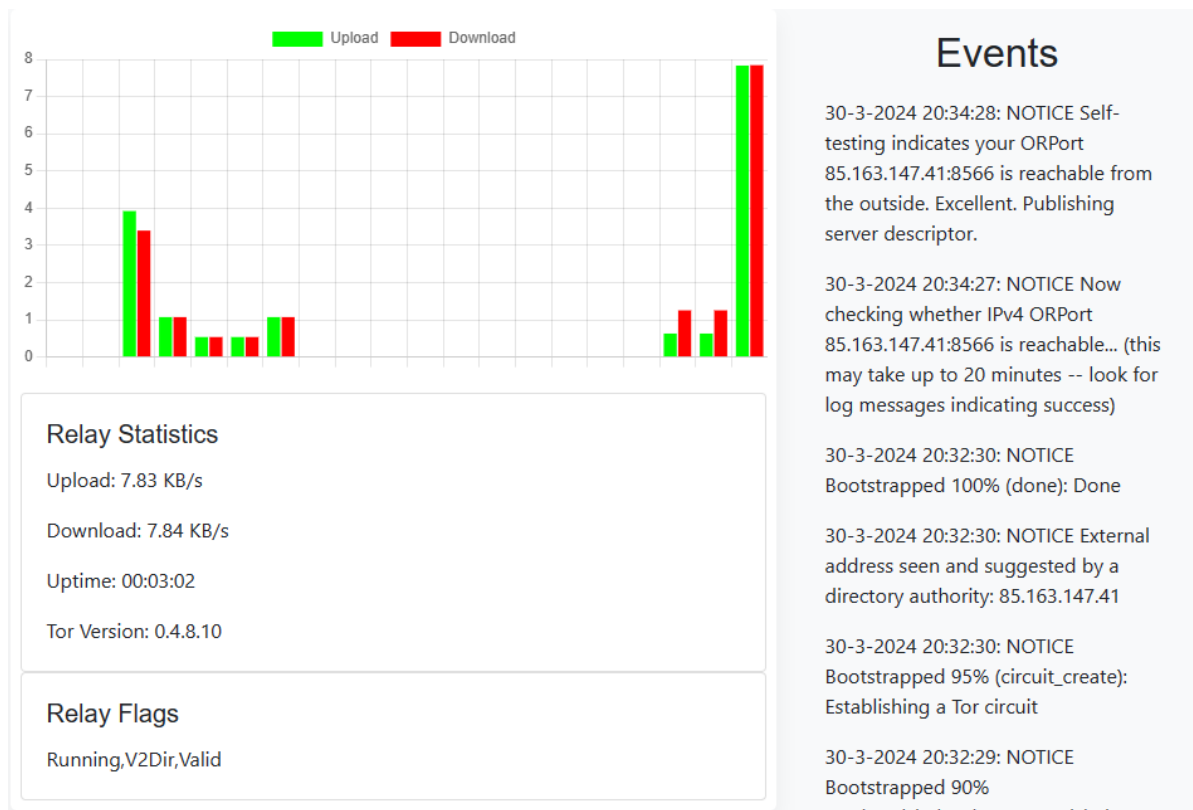 Upload Download
8
7
6
5
4
3
2
1
0
Relay Statistics
Upload: 7.83 KB/s
Download: 7.84 KB/s
Uptime: 00:03:02
Tor Version: 0.4.8.10
Relay Flags
Running,V2Dir,Valid
Events
30-3-2024 20:34:28: NOTICE Self-
testing indicates your ORPort
85.163.147.41:8566 is reachable from
the outside. Excellent. Publishing
server descriptor.
30-3-2024 20:34:27: NOTICE Now
checking whether IPv4 ORPort
85.163.147.41:8566 is reachable... (this
may take up to 20 minutes -- look for
log messages indicating success)
30-3-2024 20:32:30: NOTICE
Bootstrapped 100% (done): Done
30-3-2024 20:32:30: NOTICE External
address seen and suggested by a
directory authority: 85.163.147.41
30-3-2024 20:32:30: NOTICE
Bootstrapped 95% (circuit_create):
Establishing a Tor circuit
30-3-2024 20:32:29: NOTICE
Bootstrapped 90%